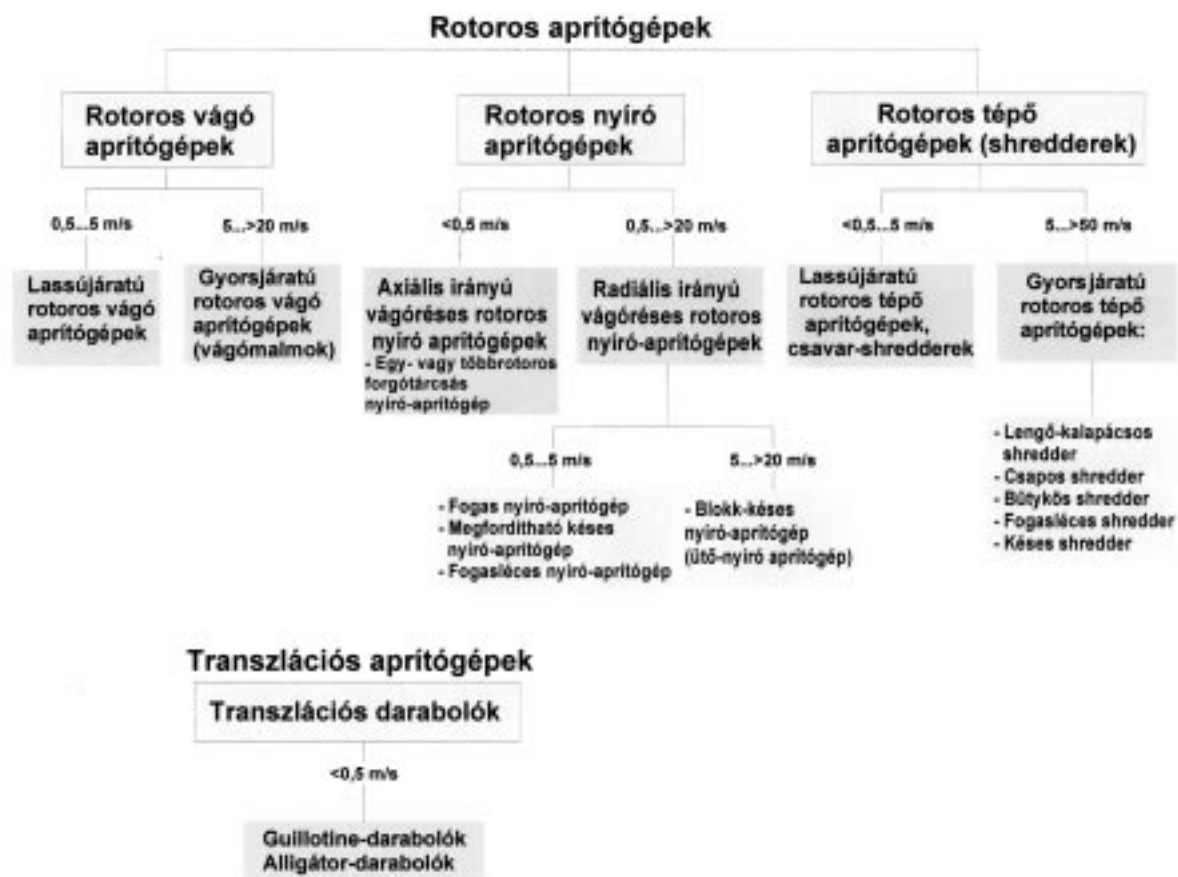 Rotoros aprítógépek
Rotoros vágó
aprítógépek
Rotoros nyíró
aprítógépek
Rotoros tépő
aprítógépek (shredderek)
0,5...5 m/s
5...>20 m/s
<0,5 m/s
0,5...>20 m/s
<0,5...5 m/s
5...>50 m/s
Lassújáratú
rotoros vágó
aprítógépek
Gyorsjáratú
rotoros vágó
aprítógépek
(vágómalmok)
Axiális irányú
vágóréses rotoros
nyíró aprítógépek
- Egy- vagy többrotoros
forgótárcsás
nyíró-aprítógép
Radiális irányú
vágóréses rotoros
nyíró-aprítógépek
Lassújáratú
rotoros tépő
aprítógépek,
csavar-shredderek
Gyorsjáratú
rotoros tépő
aprítógépek:
0,5...5 m/s
5...>20 m/s
- Fogas nyíró-aprítógép
- Megfordítható késes
nyíró-aprítógép
- Fogasléces nyíró-aprítógép
- Blokk-késes
nyíró-aprítógép
(ütő-nyíró aprítógép)
- Lengő-kalapácsos
shredder
- Csapos shredder
- Bütykös shredder
- Fogasléces shredder
- Késes shredder
Transzlációs aprítógépek
Transzlációs darabolók
<0,5 m/s
Guillotine-darabolók
Alligátor-darabolók